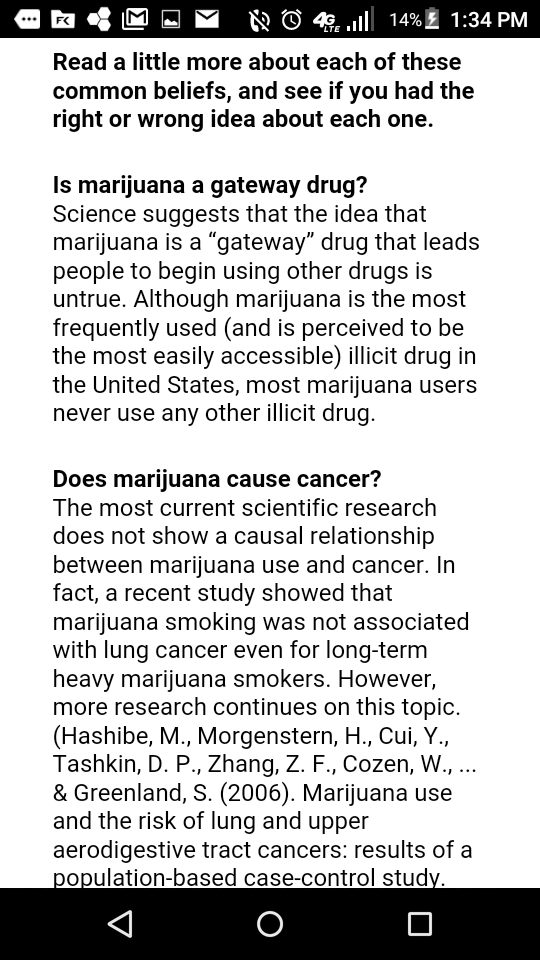 14% 1:34 PM
Read a little more about each of these
common beliefs, and see if you had the
right or wrong idea about each one.
Is marijuana a gateway drug?
Science suggests that the idea that
marijuana is a “gateway” drug that leads
people to begin using other drugs is
untrue. Although marijuana is the most
frequently used (and is perceived to be
the most easily accessible) illicit drug in
the United States, most marijuana users
never use any other illicit drug.
Does marijuana cause cancer?
The most current scientific research
does not show a causal relationship
between marijuana use and cancer. In
fact, a recent study showed that
marijuana smoking was not associated
with lung cancer even for long-term
heavy marijuana smokers. However,
more research continues on this topic.
(Hashibe, M., Morgenstern, H., Cui, Y.,
Tashkin, D. P., Zhang, Z. F., Cozen, W., ...
& Greenland, S. (2006). Marijuana use
and the risk of lung and upper
aerodigestive tract cancers: results of a
population-based case-control study.